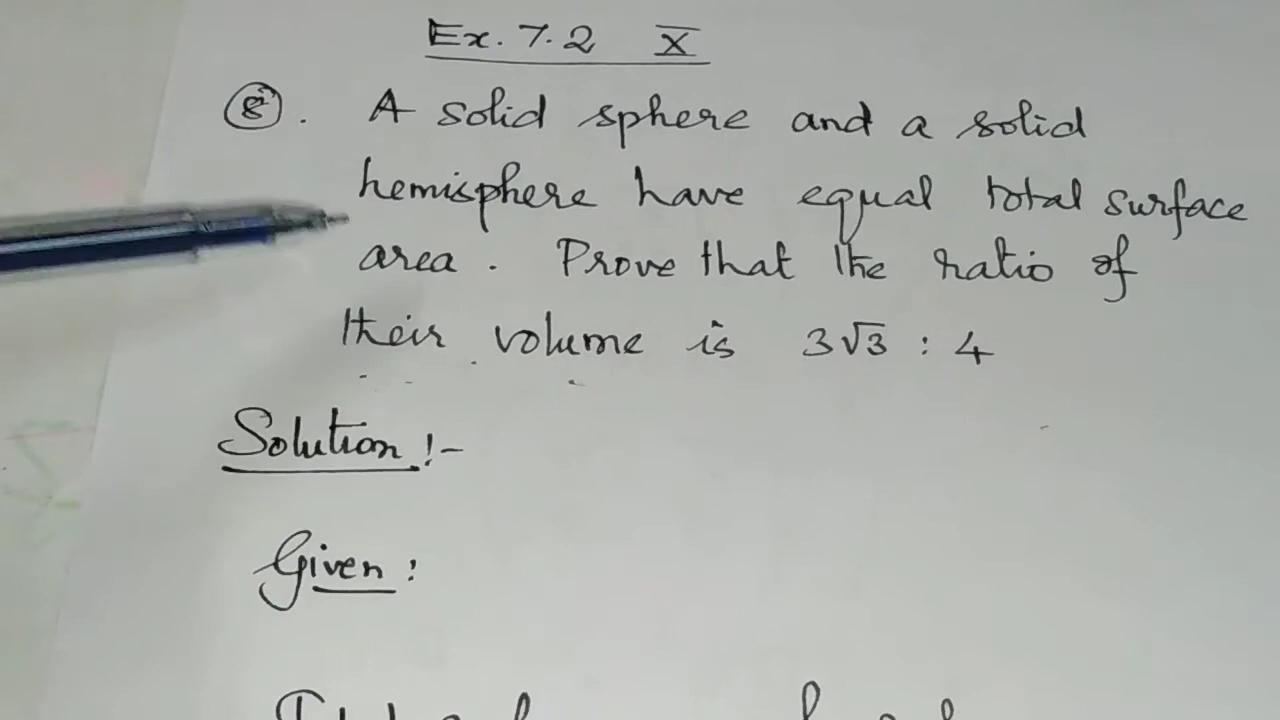 Ex. 7.2 X
8. A solid sphere and a solid
hemisphere have equal total surface
area. Prove that the ratio of
their volume is 3√3 : 4
Solution :-
Given :